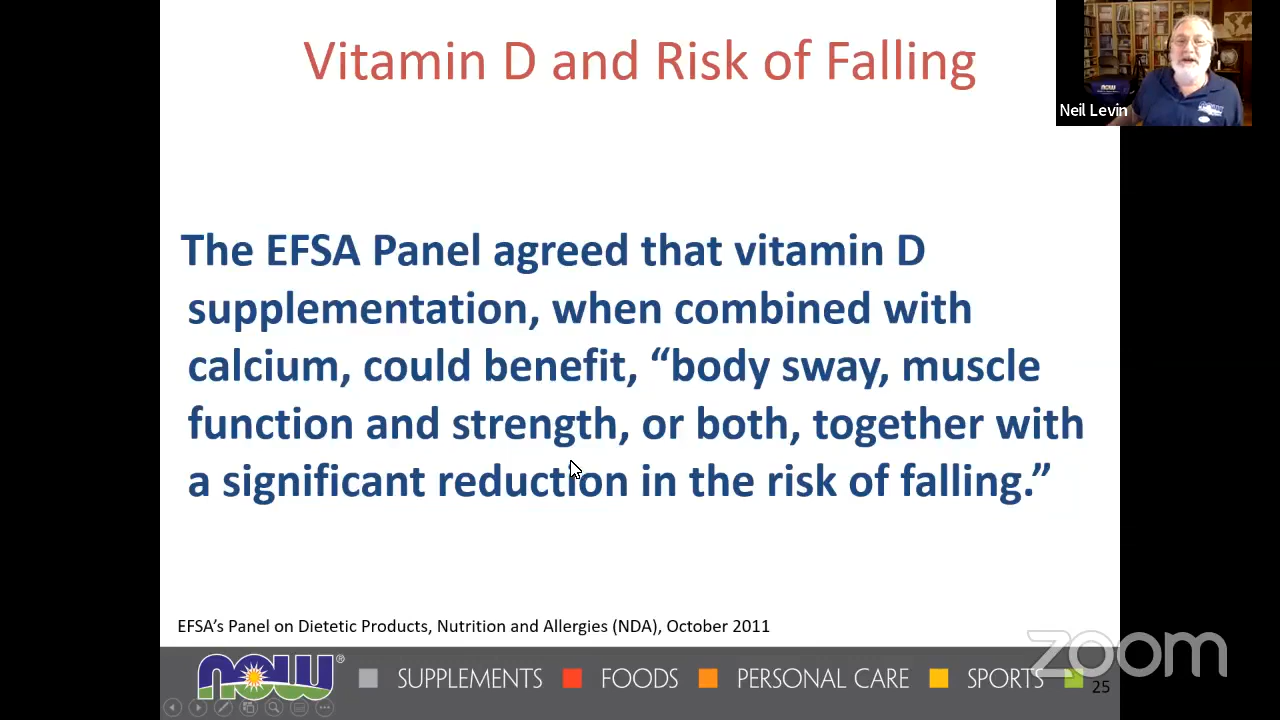 Vitamin D and Risk of Falling
Neil Levin
The EFSA Panel agreed that vitamin D
supplementation, when combined with
calcium, could benefit, “body sway, muscle
function and strength, or both, together with
a significant reduction in the risk of falling.”
EFSA’s Panel on Dietetic Products, Nutrition and Allergies (NDA), October 2011
NOW® SUPPLEMENTS FOODS PERSONAL CARE SPORTS 25
zoom